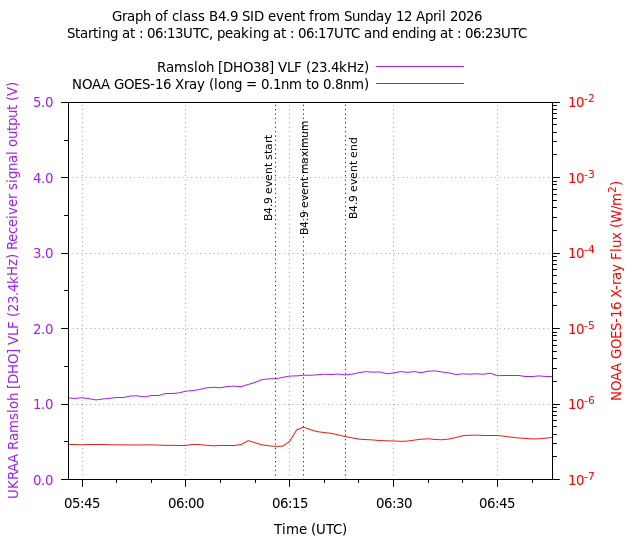 Graph of class B4.9 SID event from Sunday 12 April 2026
Starting at : 06:13UTC, peaking at : 06:17UTC and ending at : 06:23UTC
Ramsloh [DHO38] VLF (23.4kHz)
NOAA GOES-16 Xray (long = 0.1nm to 0.8nm)
UKRAA Ramsloh [DHO] VLF (23.4kHz) Receiver signal output (V)
5.0
4.0
3.0
2.0
1.0
0.0
B4.9 event start
B4.9 event maximum
B4.9 event end
10-2
10-3
10-4
10-5
10-6
10-7
NOAA GOES-16 X-ray Flux (W/m2)
05:45
06:00
06:15
06:30
06:45
Time (UTC)